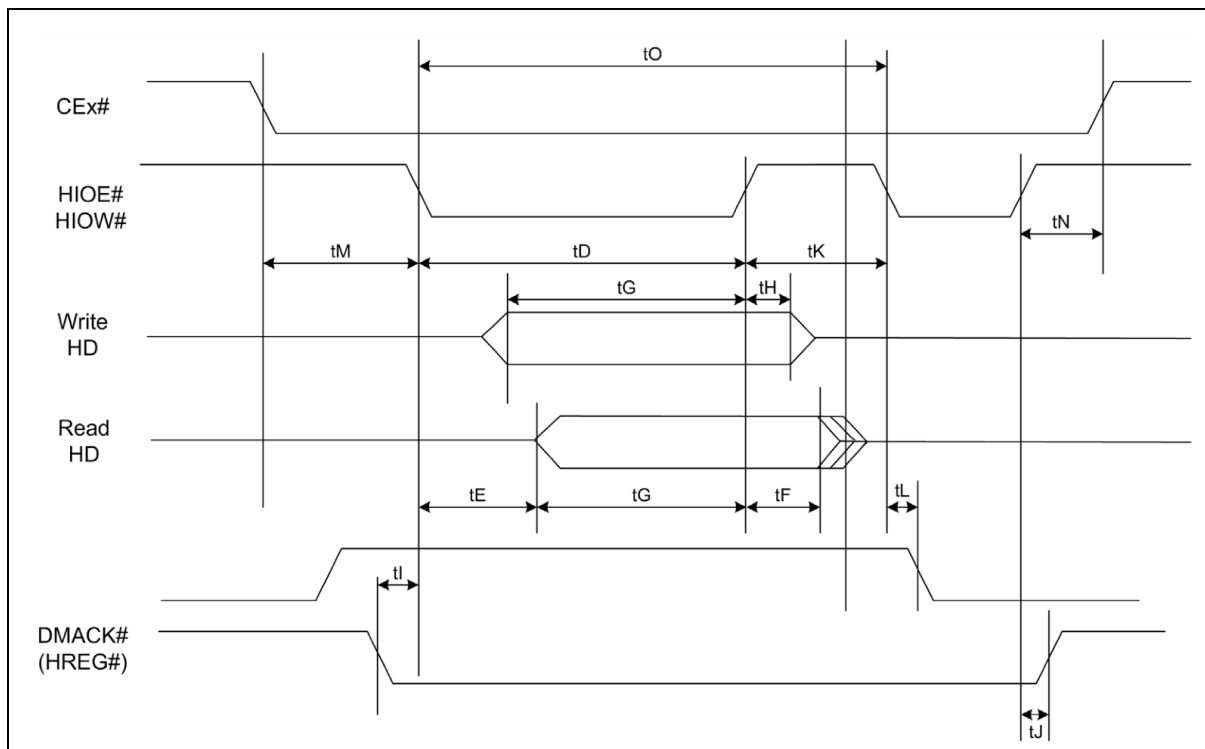 tO
CEx#
HIOE#
HIOW#
tN
tM
tD
tK
tG
tH
Write
HD
Read
HD
tE
tG
tF
tL
tI
DMACK#
(HREG#)
tJ